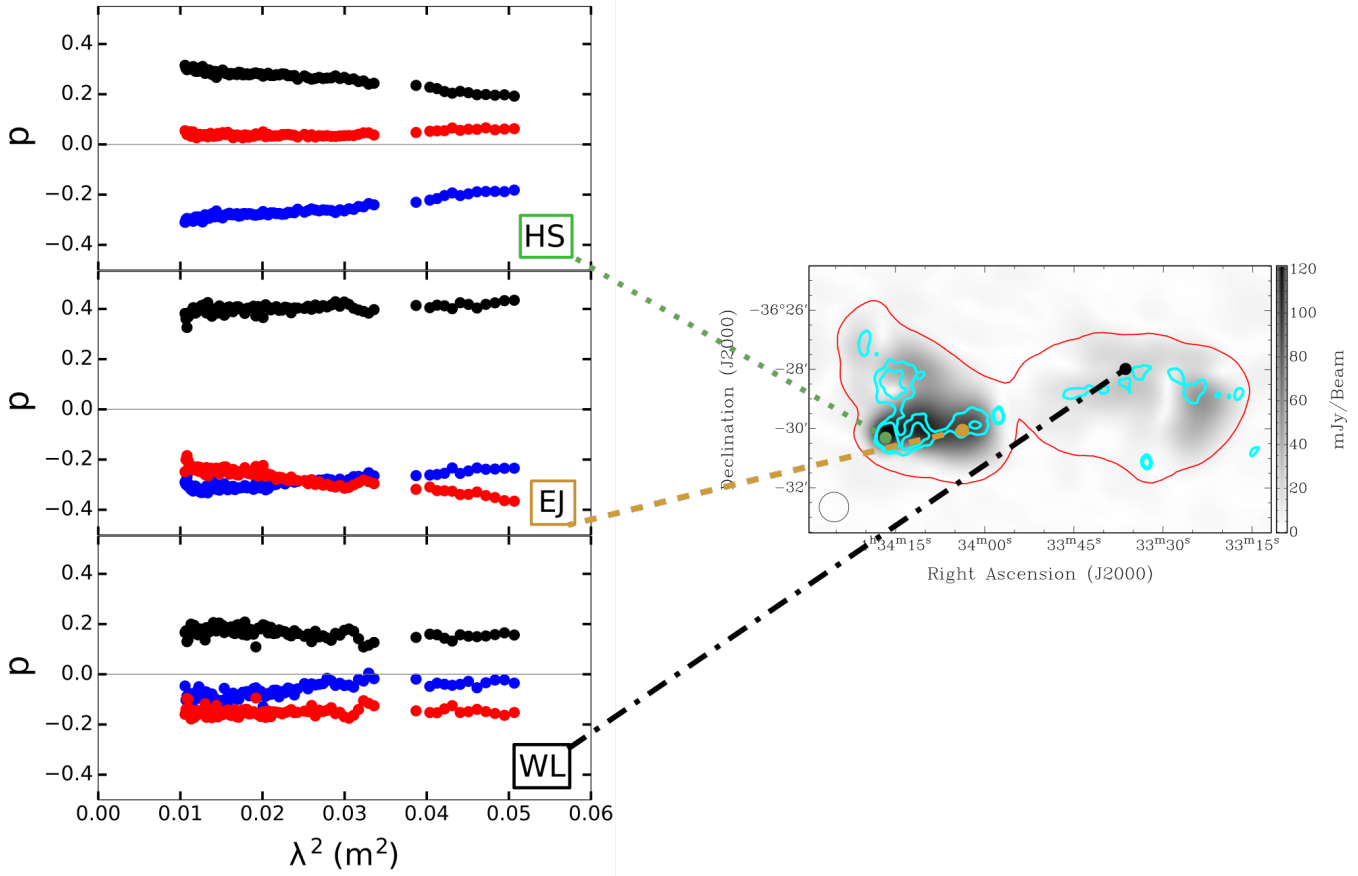 0.4
0.2
p
0.0
−0.2
−0.4
HS
0.4
0.2
p
0.0
−0.2
−0.4
EJ
0.4
0.2
p
0.0
−0.2
−0.4
WL
0.00 0.01 0.02 0.03 0.04 0.05 0.06
λ² (m²)
Declination (J2000)
−36°26′
−28′
−30′
−32′
1ʰ34ᵐ15ˢ 34ᵐ00ˢ 33ᵐ45ˢ 33ᵐ30ˢ 33ᵐ15ˢ
Right Ascension (J2000)
120
100
80
60
40
20
0
mJy/Beam